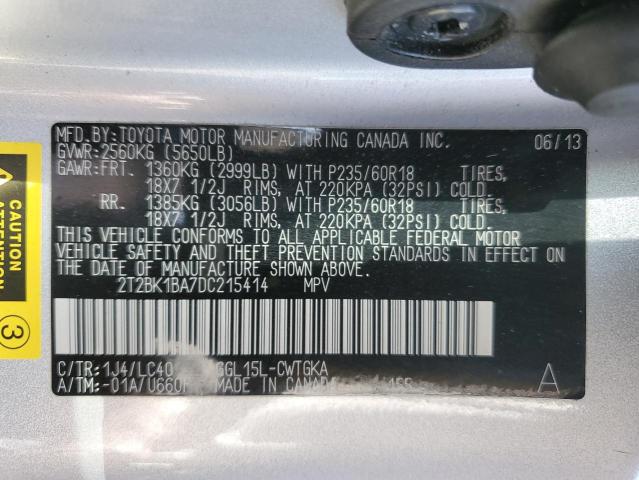 MFD.BY:TOYOTA MOTOR MANUFACTURING CANADA INC. 06/13
GVWR:2560KG (5650LB)
GAWR:FRT. 1360KG (2999LB) WITH P235/60R18 TIRES,
18X7 1/2J RIMS, AT 220KPA (32PSI) COLD.
RR. 1385KG (3056LB) WITH P235/60R18 TIRES,
18X7 1/2J RIMS, AT 220KPA (32PSI) COLD.
THIS VEHICLE CONFORMS TO ALL APPLICABLE FEDERAL MOTOR
VEHICLE SAFETY AND THEFT PREVENTION STANDARDS IN EFFECT ON
THE DATE OF MANUFACTURE SHOWN ABOVE.
2T2BK1BA7DC215414 MPV
C/TR:1J4/LC40 GGL15L-CWTGKA
A/TM:-01A/U660F MADE IN CANADA A
CAUTION
ATTENTION
3